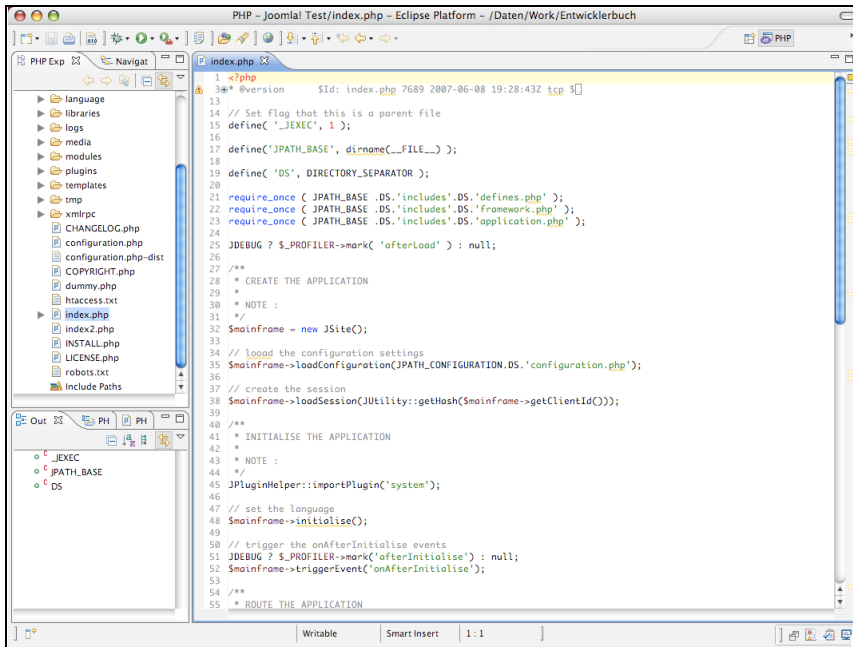 PHP - Joomla! Test/index.php - Eclipse Platform - /Daten/Work/Entwicklerbuch
PHP
PHP Exp
Navigat
language
libraries
logs
media
modules
plugins
templates
tmp
xmlrpc
CHANGELOG.php
configuration.php
configuration.php-dist
COPYRIGHT.php
dummy.php
htaccess.txt
index.php
index2.php
INSTALL.php
LICENSE.php
robots.txt
Include Paths
Out
PH
PH
_JEXEC
JPATH_BASE
DS
index.php
1 <?php
3 * @version $Id: index.php 7689 2007-06-08 19:28:43Z tcp $
13
14 // Set flag that this is a parent file
15 define( '_JEXEC', 1 );
16
17 define('JPATH_BASE', dirname(__FILE__) );
18
19 define( 'DS', DIRECTORY_SEPARATOR );
20
21 require_once ( JPATH_BASE .DS.'includes'.DS.'defines.php' );
22 require_once ( JPATH_BASE .DS.'includes'.DS.'framework.php' );
23 require_once ( JPATH_BASE .DS.'includes'.DS.'application.php' );
24
25 JDEBUG ? $_PROFILER->mark( 'afterLoad' ) : null;
26
27 /**
28 * CREATE THE APPLICATION
29 *
30 * NOTE :
31 */
32 $mainframe = new JSite();
33
34 // looad the configuration settings
35 $mainframe->loadConfiguration(JPATH_CONFIGURATION.DS.'configuration.php');
36
37 // create the session
38 $mainframe->loadSession(JUtility::getHash($mainframe->getClientId()));
39
40 /**
41 * INITIALISE THE APPLICATION
42 *
43 * NOTE :
44 */
45 JPluginHelper::importPlugin('system');
46
47 // set the language
48 $mainframe->initialise();
49
50 // trigger the onAfterInitialise events
51 JDEBUG ? $_PROFILER->mark('afterInitialise') : null;
52 $mainframe->triggerEvent('onAfterInitialise');
53
54 /**
55 * ROUTE THE APPLICATION
Writable
Smart Insert
1 : 1